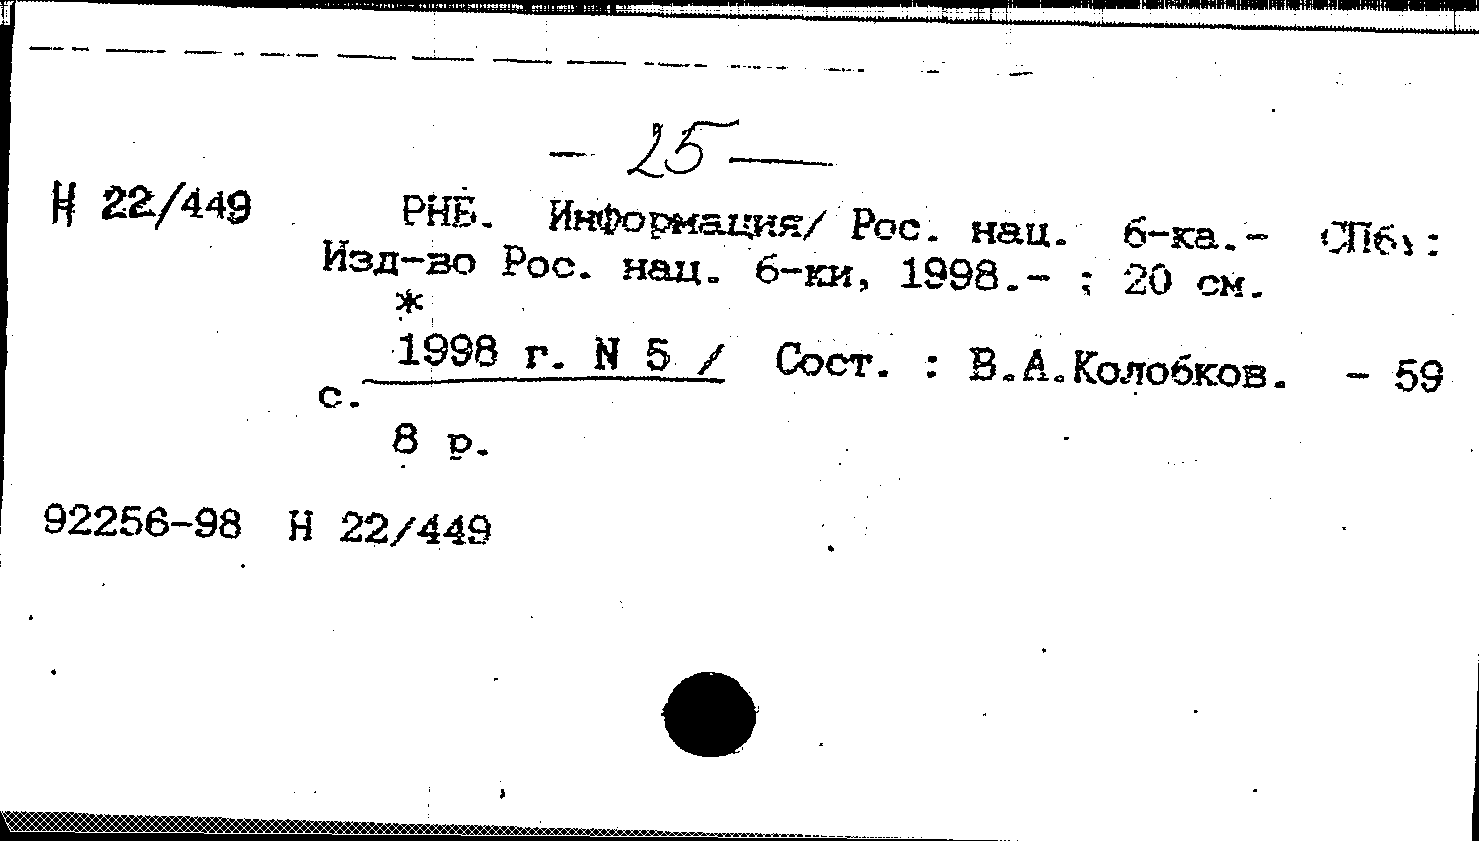 - 25 —
Н 22/449 РНБ. Информация/ Рос. нац. б-ка.- СПб.:
Изд-во Рос. нац. б-ки, 1998.- ; 20 см.
*
1998 г. N 5 / Сост. : В.А.Колобков. - 59
с.
8 р.
92256-98 Н 22/449